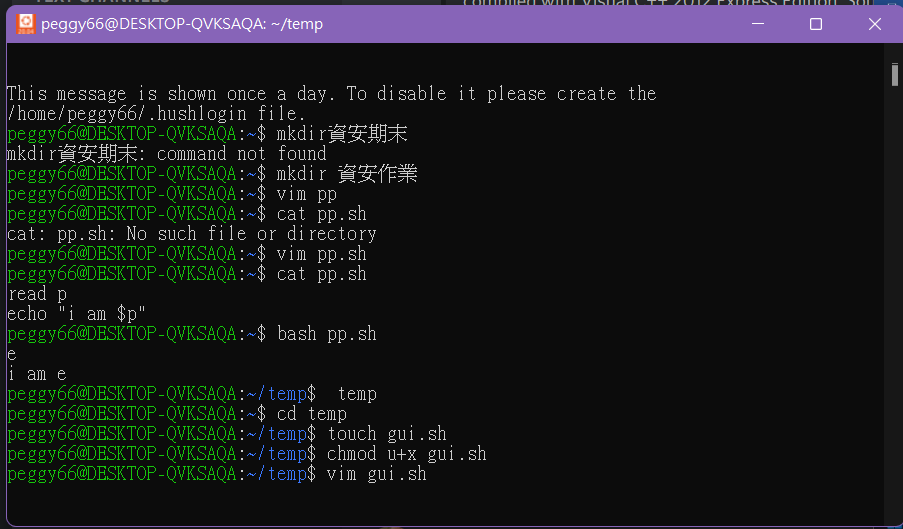 Compiled with Visual C++ 2012 Express Edition
peggy66@DESKTOP-QVKSAQA: ~/temp
This message is shown once a day. To disable it please create the
/home/peggy66/.hushlogin file.
peggy66@DESKTOP-QVKSAQA:~$ mkdir資安期末
mkdir資安期末: command not found
peggy66@DESKTOP-QVKSAQA:~$ mkdir 資安作業
peggy66@DESKTOP-QVKSAQA:~$ vim pp
peggy66@DESKTOP-QVKSAQA:~$ cat pp.sh
cat: pp.sh: No such file or directory
peggy66@DESKTOP-QVKSAQA:~$ vim pp.sh
peggy66@DESKTOP-QVKSAQA:~$ cat pp.sh
read p
echo "i am $p"
peggy66@DESKTOP-QVKSAQA:~$ bash pp.sh
e
i am e
peggy66@DESKTOP-QVKSAQA:~/temp$  temp
peggy66@DESKTOP-QVKSAQA:~$ cd temp
peggy66@DESKTOP-QVKSAQA:~/temp$ touch gui.sh
peggy66@DESKTOP-QVKSAQA:~/temp$ chmod u+x gui.sh
peggy66@DESKTOP-QVKSAQA:~/temp$ vim gui.sh